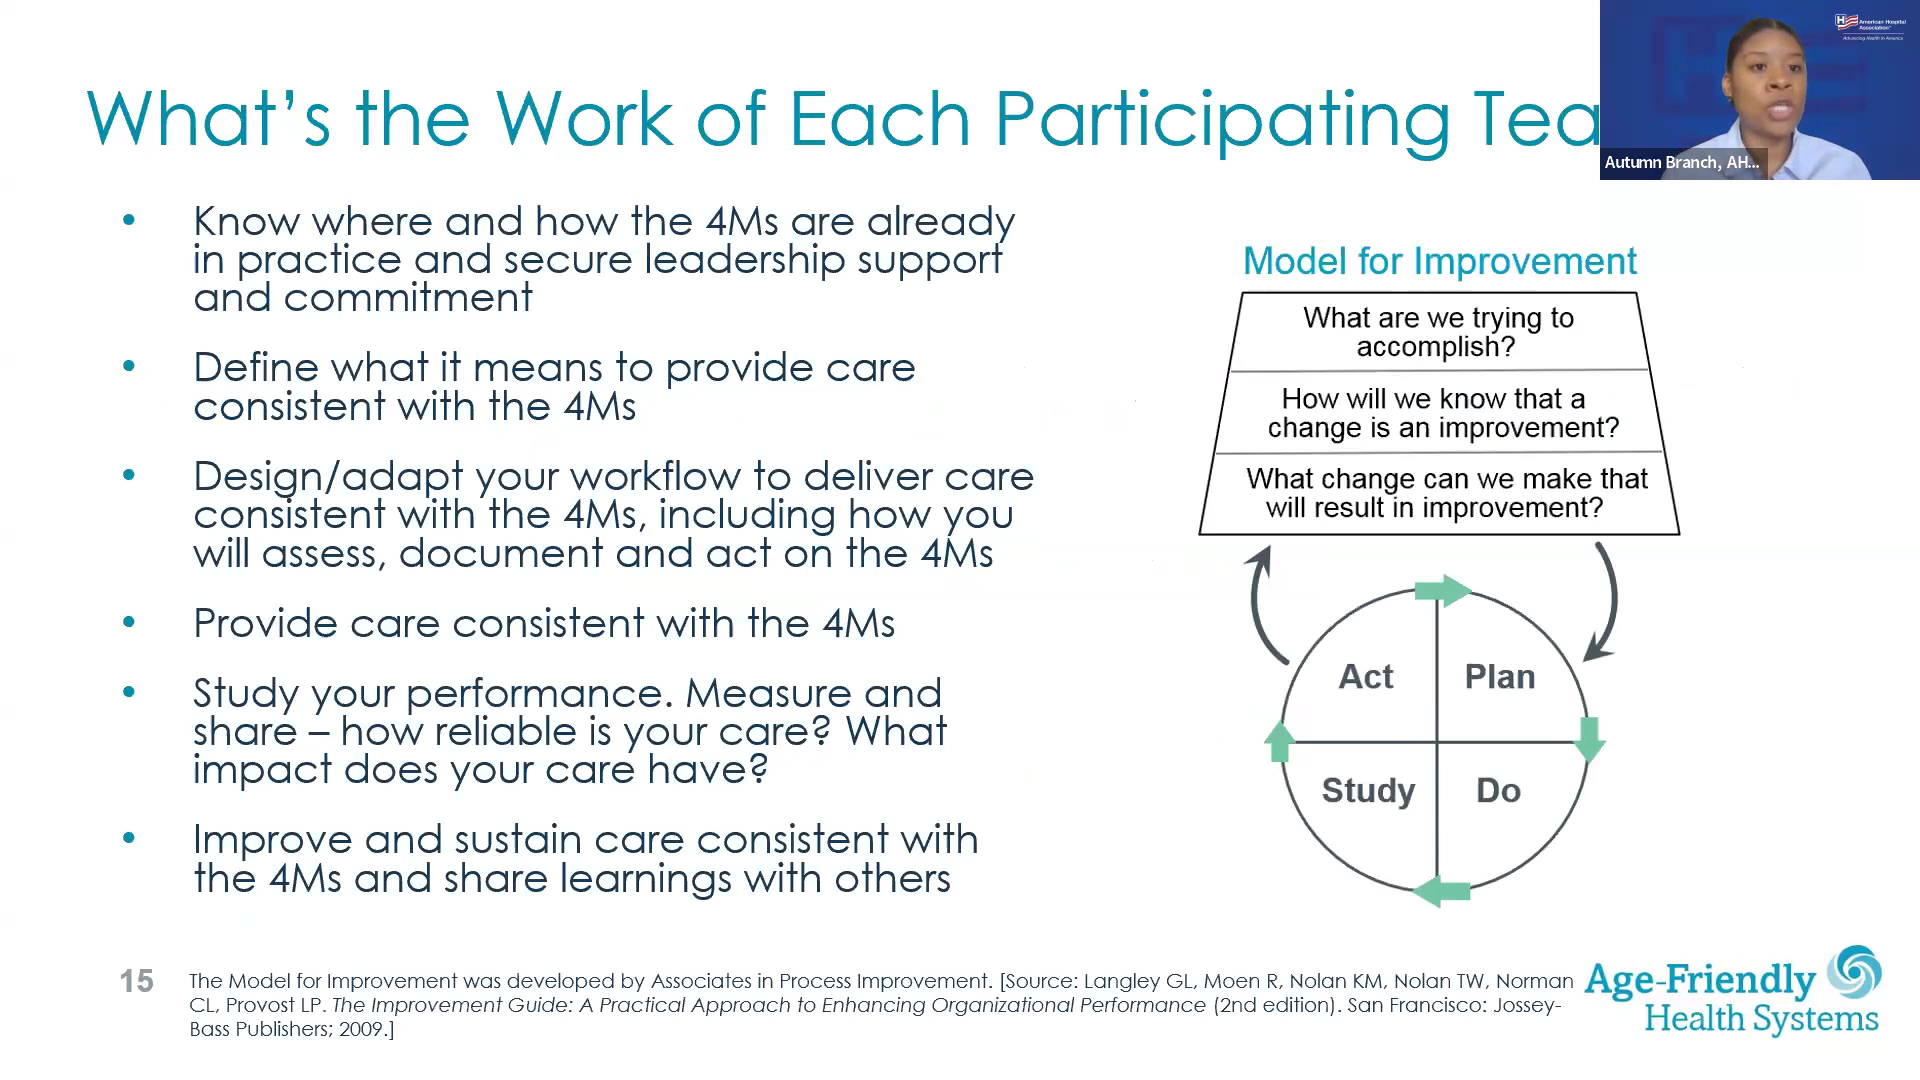 What's the Work of Each Participating Tea
American Hospital
Association
Advancing Health in America
Autumn Branch, AH...
• Know where and how the 4Ms are already
in practice and secure leadership support
and commitment
• Define what it means to provide care
consistent with the 4Ms
• Design/adapt your workflow to deliver care
consistent with the 4Ms, including how you
will assess, document and act on the 4Ms
• Provide care consistent with the 4Ms
• Study your performance. Measure and
share – how reliable is your care? What
impact does your care have?
• Improve and sustain care consistent with
the 4Ms and share learnings with others
Model for Improvement
What are we trying to
accomplish?
How will we know that a
change is an improvement?
What change can we make that
will result in improvement?
Act
Plan
Study
Do
15
The Model for Improvement was developed by Associates in Process Improvement. [Source: Langley GL, Moen R, Nolan KM, Nolan TW, Norman
CL, Provost LP. The Improvement Guide: A Practical Approach to Enhancing Organizational Performance (2nd edition). San Francisco: Jossey-
Bass Publishers; 2009.]
Age-Friendly
Health Systems